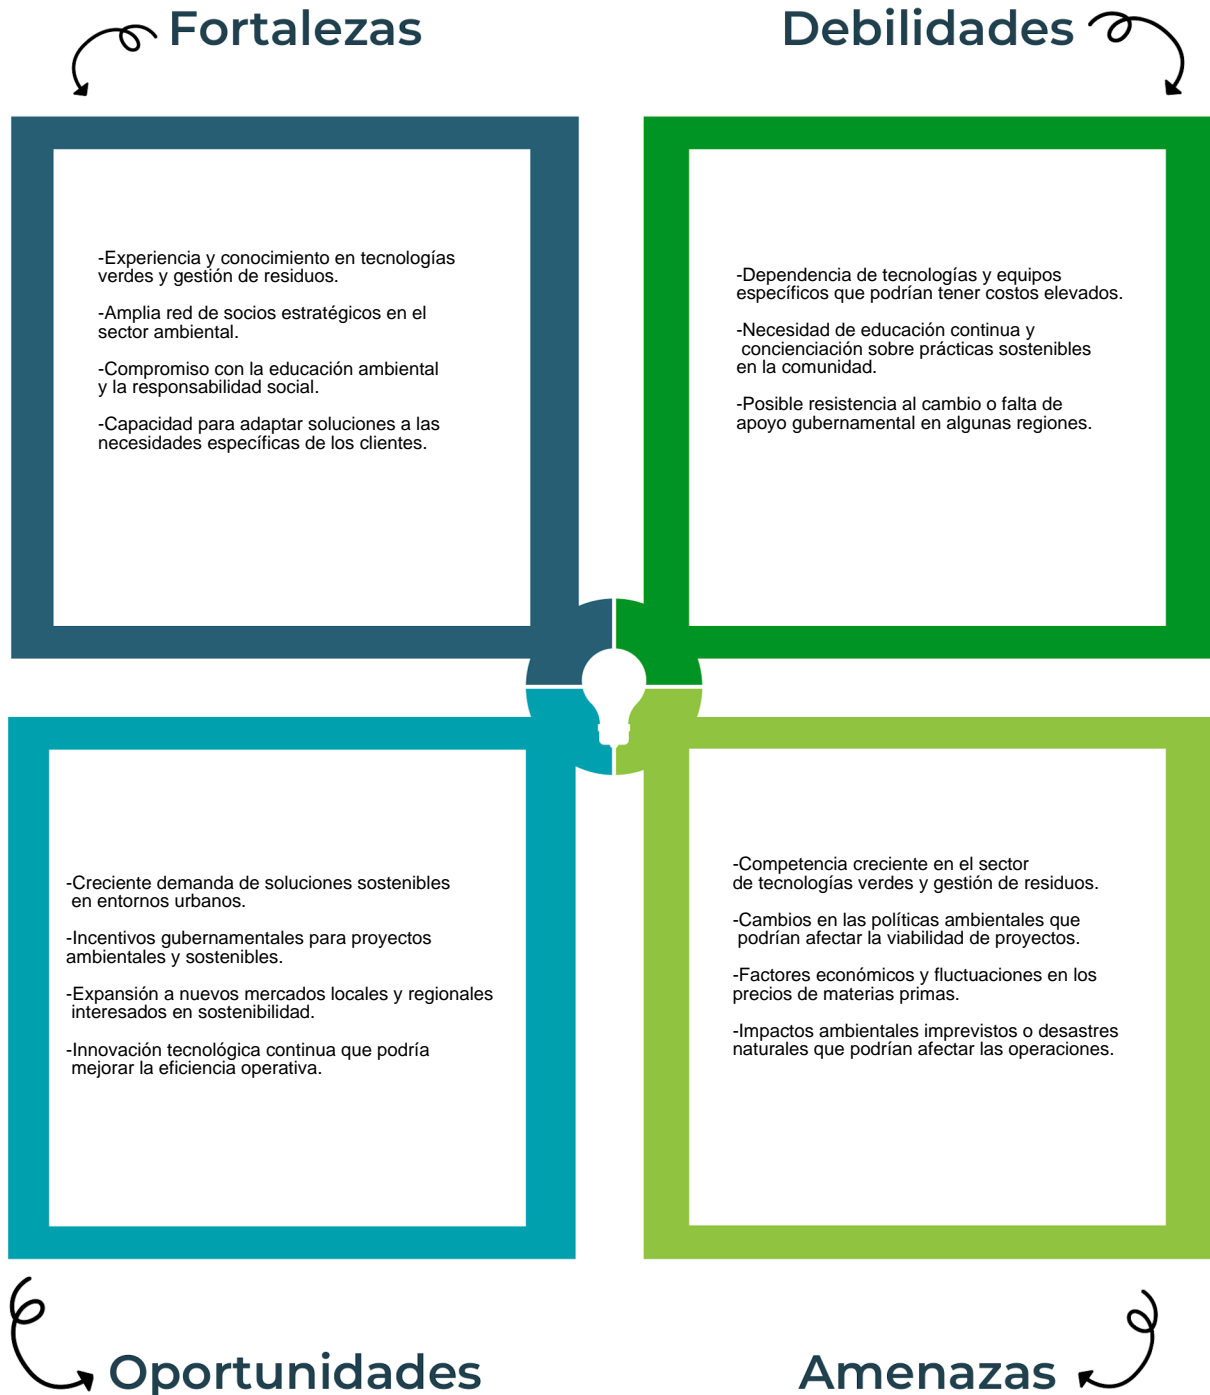 Fortalezas
-Experiencia y conocimiento en tecnologías
verdes y gestión de residuos.
-Amplia red de socios estratégicos en el
sector ambiental.
-Compromiso con la educación ambiental
y la responsabilidad social.
-Capacidad para adaptar soluciones a las
necesidades específicas de los clientes.
Debilidades
-Dependencia de tecnologías y equipos
específicos que podrían tener costos elevados.
-Necesidad de educación continua y
concienciación sobre prácticas sostenibles
en la comunidad.
-Posible resistencia al cambio o falta de
apoyo gubernamental en algunas regiones.
-Creciente demanda de soluciones sostenibles
en entornos urbanos.
-Incentivos gubernamentales para proyectos
ambientales y sostenibles.
-Expansión a nuevos mercados locales y regionales
interesados en sostenibilidad.
-Innovación tecnológica continua que podría
mejorar la eficiencia operativa.
Oportunidades
-Competencia creciente en el sector
de tecnologías verdes y gestión de residuos.
-Cambios en las políticas ambientales que
podrían afectar la viabilidad de proyectos.
-Factores económicos y fluctuaciones en los
precios de materias primas.
-Impactos ambientales imprevistos o desastres
naturales que podrían afectar las operaciones.
Amenazas